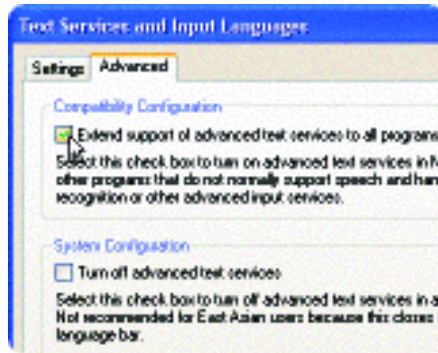 Text Services and Input Languages
Settings Advanced
Compatibility Configuration
Extend support of advanced text services to all programs
Select this check box to turn on advanced text services in
other programs that do not normally support speech and
recognition or other advanced input services.
System Configuration
Turn off advanced text services
Select this check box to turn off advanced text services in
Not recommended for East Asian users because this closes
language bar.